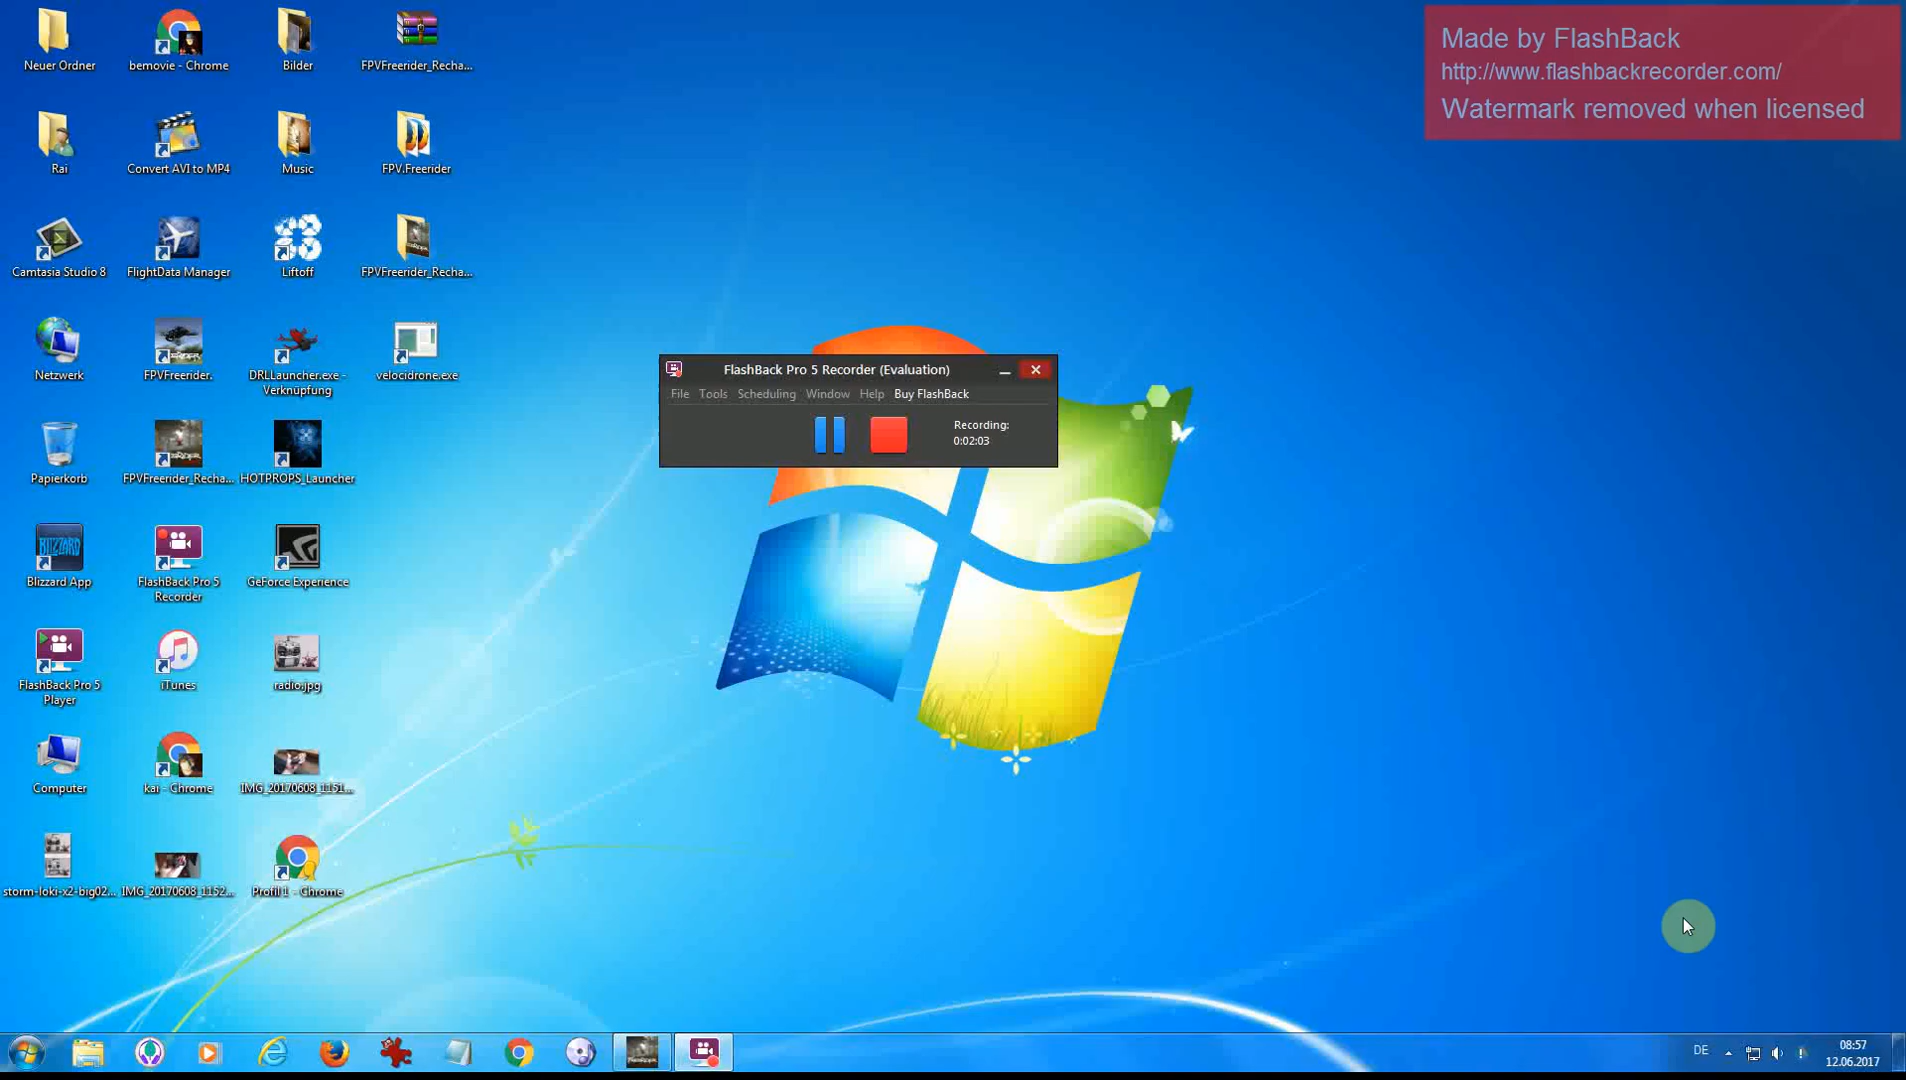 Made by FlashBack
http://www.flashbackrecorder.com/
Watermark removed when licensed
Neuer Ordner
bemovie - Chrome
Bilder
FPVFreerider_Recha...
Rai
Convert AVI to MP4
Music
FPV.Freerider
Camtasia Studio 8
FlightData Manager
Liftoff
FPVFreerider_Recha...
Netzwerk
FPVFreerider.
DRLLauncher.exe -
Verknüpfung
velocidrone.exe
Papierkorb
FPVFreerider_Recha...
HOTPROPS_Launcher
BLIZZARD
Blizzard App
FlashBack Pro 5
Recorder
GeForce Experience
FlashBack Pro 5
Player
iTunes
radio.jpg
Computer
kai - Chrome
IMG_20170608_1151...
storm-loki-x2-big02...
IMG_20170608_1152...
Profil 1 - Chrome
FlashBack Pro 5 Recorder (Evaluation)
File Tools Scheduling Window Help Buy FlashBack
Recording:
0:02:03
DE
08:57
12.06.2017